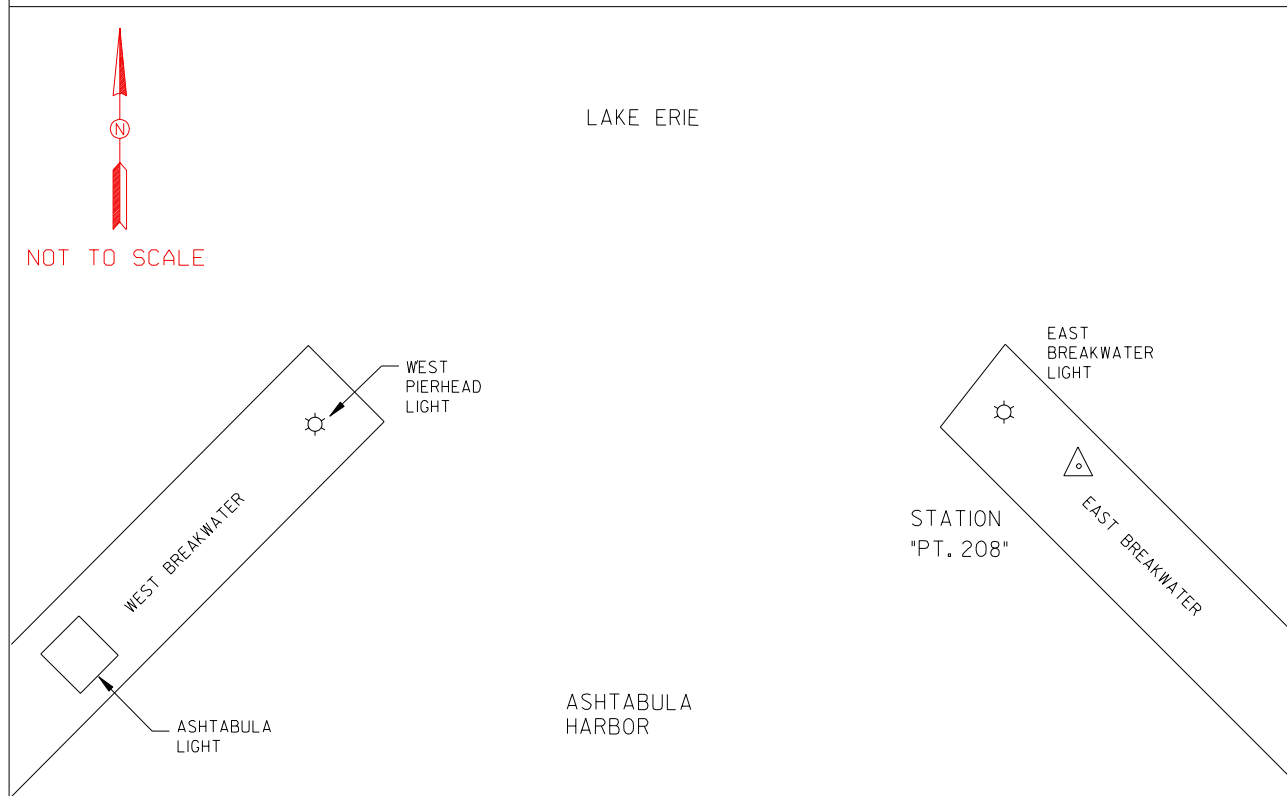 LAKE ERIE
N
NOT TO SCALE
WEST
PIERHEAD
LIGHT
EAST
BREAKWATER
LIGHT
WEST BREAKWATER
STATION
"PT. 208"
EAST BREAKWATER
ASHTABULA
LIGHT
ASHTABULA
HARBOR